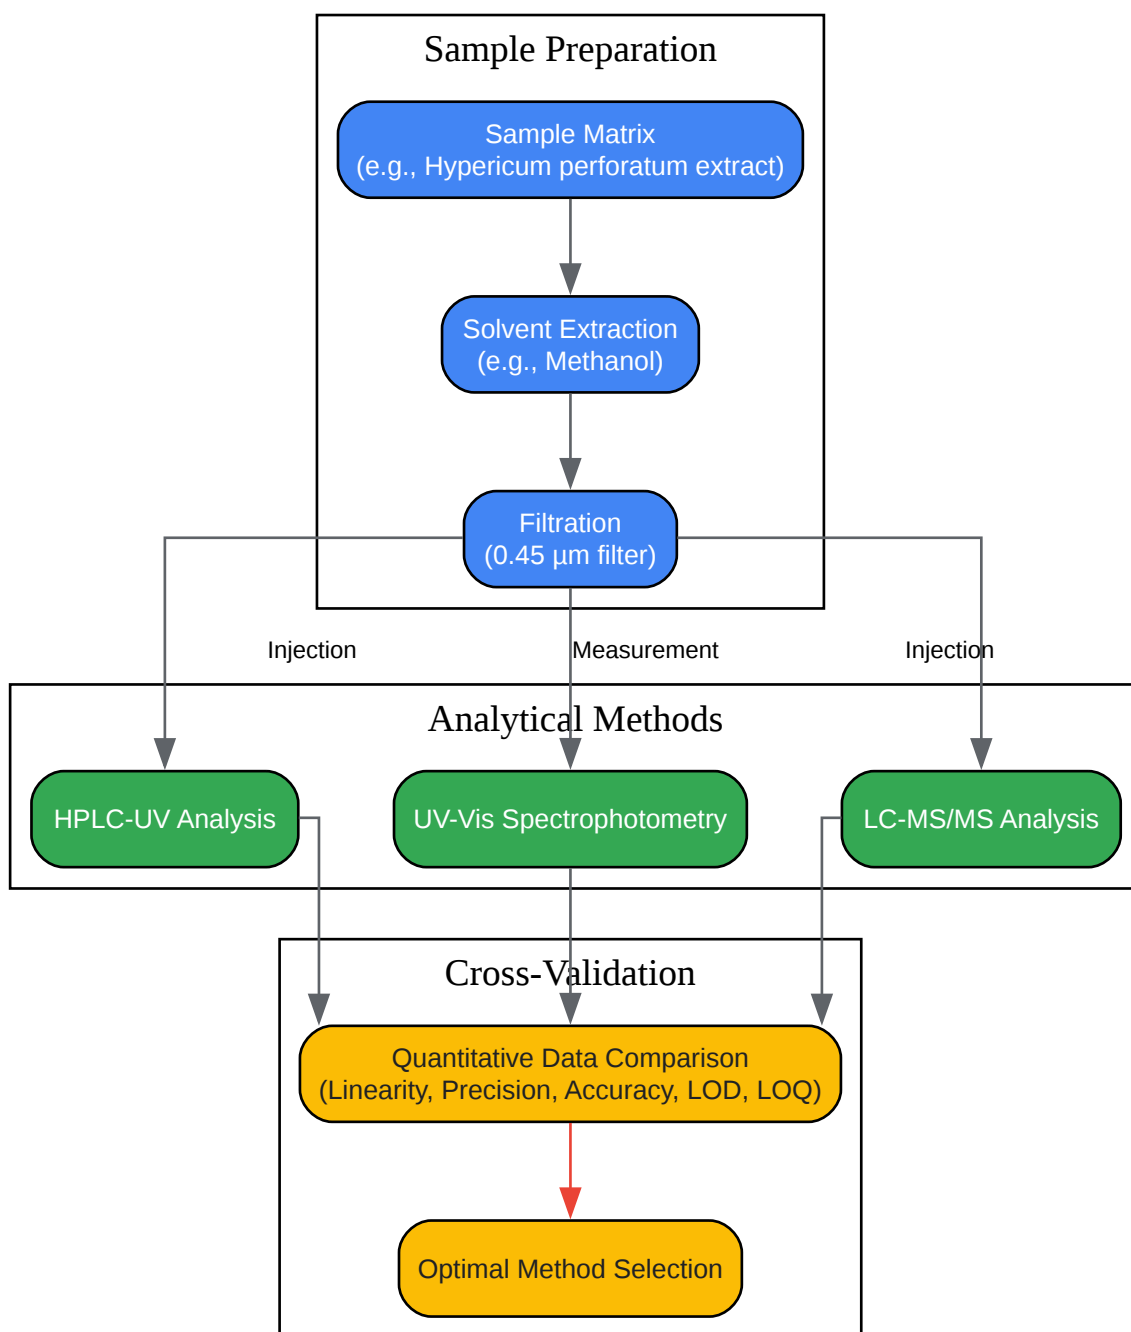 Sample Preparation
Sample Matrix
(e.g., Hypericum perforatum extract)
Solvent Extraction
(e.g., Methanol)
Filtration
(0.45 µm filter)
Injection
Measurement
Injection
Analytical Methods
HPLC-UV Analysis
UV-Vis Spectrophotometry
LC-MS/MS Analysis
Cross-Validation
Quantitative Data Comparison
(Linearity, Precision, Accuracy, LOD, LOQ)
Optimal Method Selection